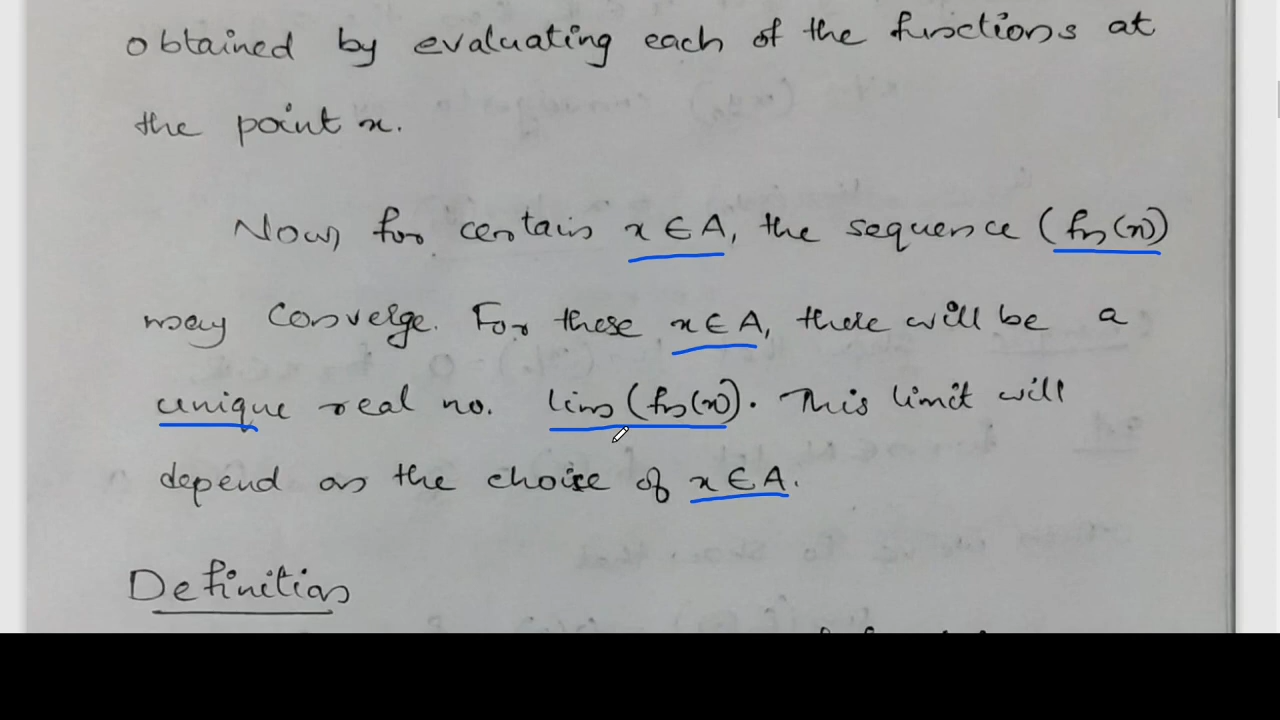 obtained by evaluating each of the functions at
the point x.
Now, for certain x ∈ A, the sequence (fn(x))
may converge. For these x ∈ A, there will be a
unique real no. lim (fn(x)). This limit will
depend on the choice of x ∈ A.
Definition